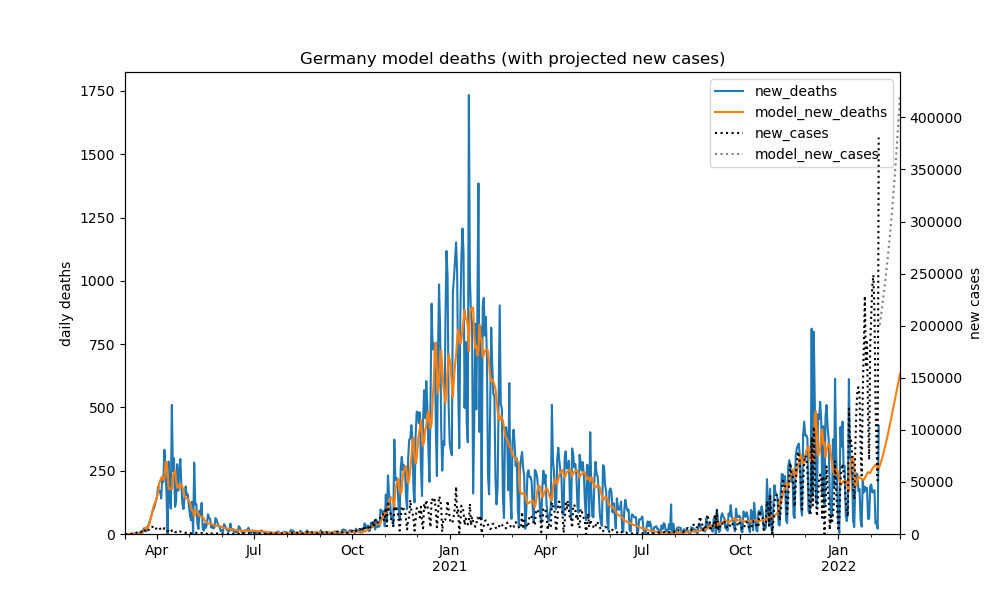 Germany model deaths (with projected new cases)
new_deaths
model_new_deaths
new_cases
model_new_cases
daily deaths
1750
1500
1250
1000
750
500
250
0
new cases
400000
350000
300000
250000
200000
150000
100000
50000
0
Apr Jul Oct Jan Apr Jul Oct Jan
2021 2022